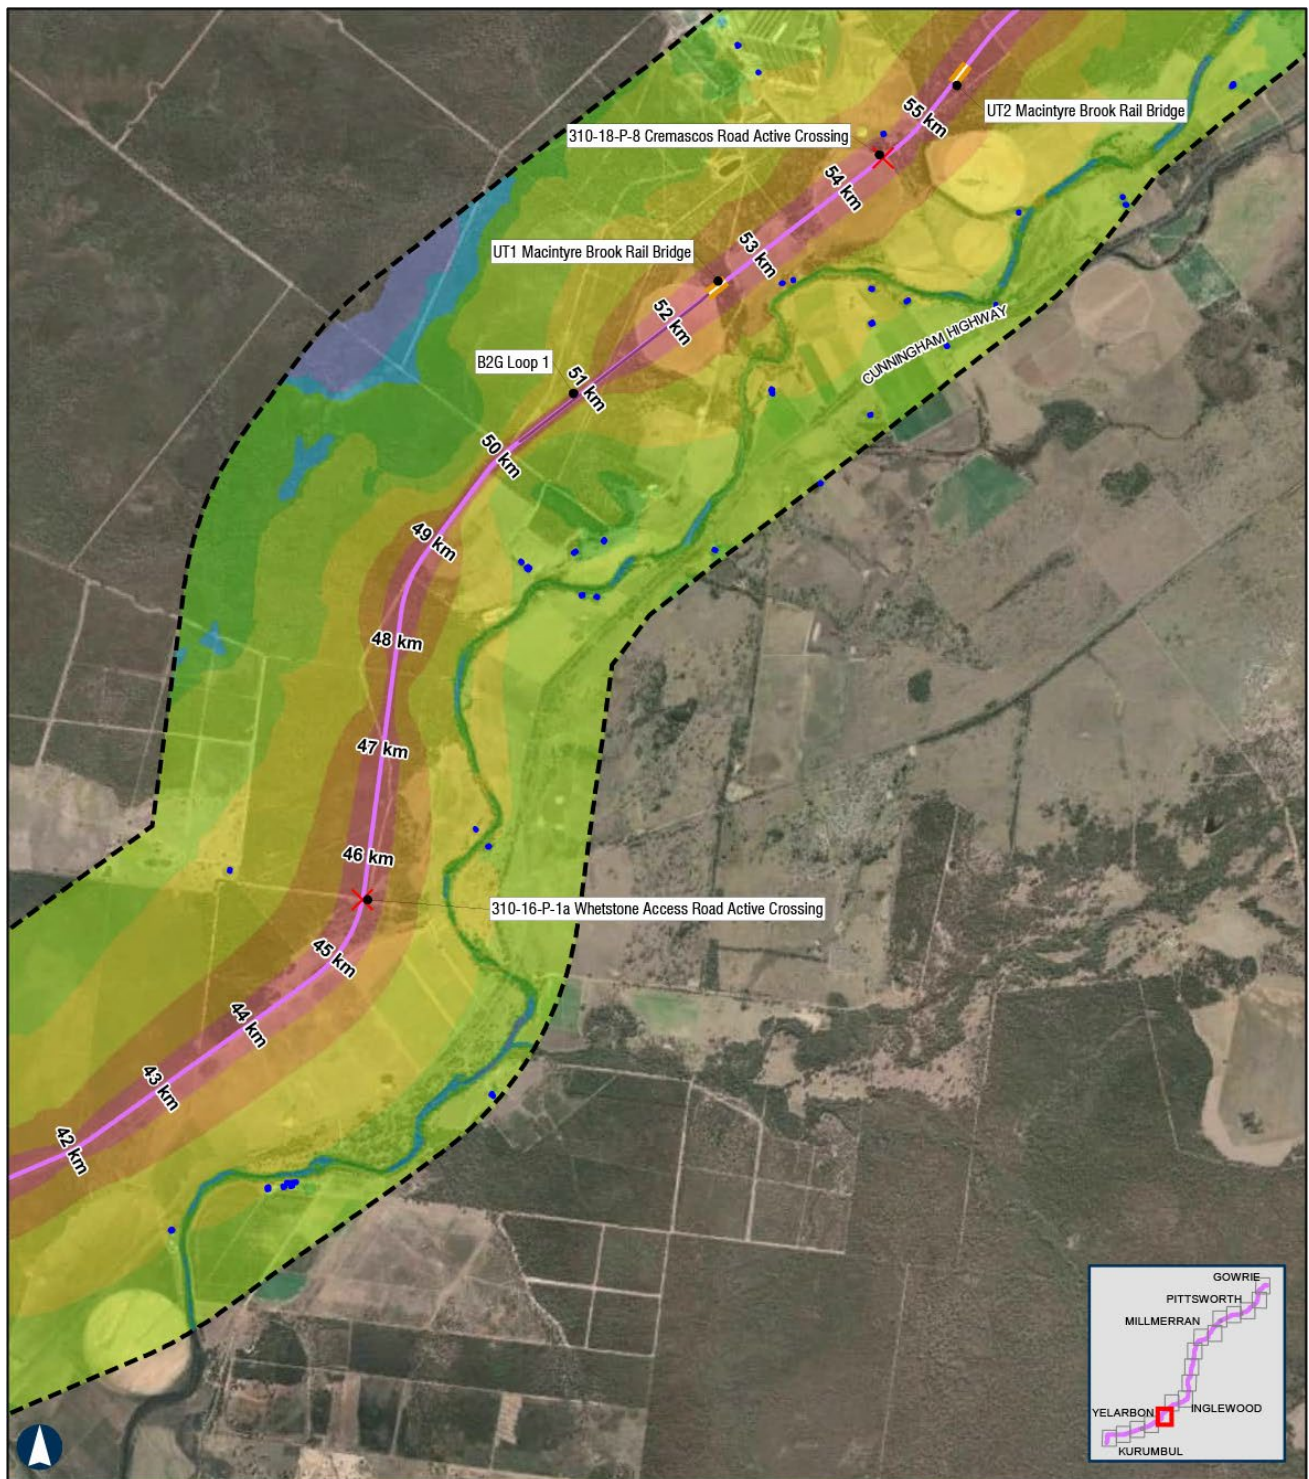 55 km
UT2 Macintyre Brook Rail Bridge
310-18-P-8 Cremascos Road Active Crossing
54 km
53 km
UT1 Macintyre Brook Rail Bridge
52 km
CUNNINGHAM HIGHWAY
B2G Loop 1
51 km
50 km
49 km
48 km
47 km
46 km
310-16-P-1a Whetstone Access Road Active Crossing
45 km
44 km
43 km
42 km
GOWRIE
PITTSWORTH
MILLMERRAN
YELARBON
INGLEWOOD
KURUMBUL